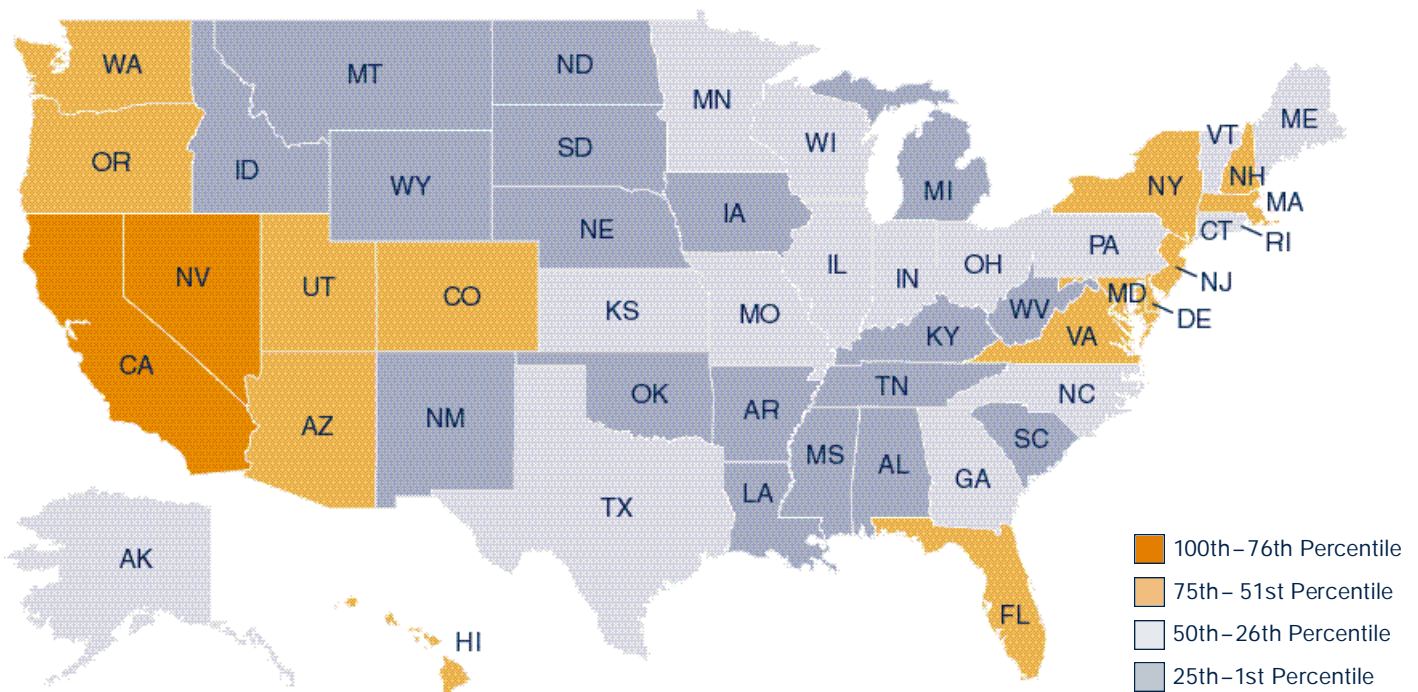 WA
MT
ND
MN
OR
ID
WY
SD
WI
MI
VT
ME
NY
NH
MA
NV
UT
CO
NE
IA
IL
IN
OH
PA
CT
RI
NJ
CA
KS
MO
KY
WV
MD
DE
VA
AZ
NM
OK
AR
TN
NC
SC
TX
LA
MS
AL
GA
AK
HI
FL
100th–76th Percentile
75th–51st Percentile
50th–26th Percentile
25th–1st Percentile